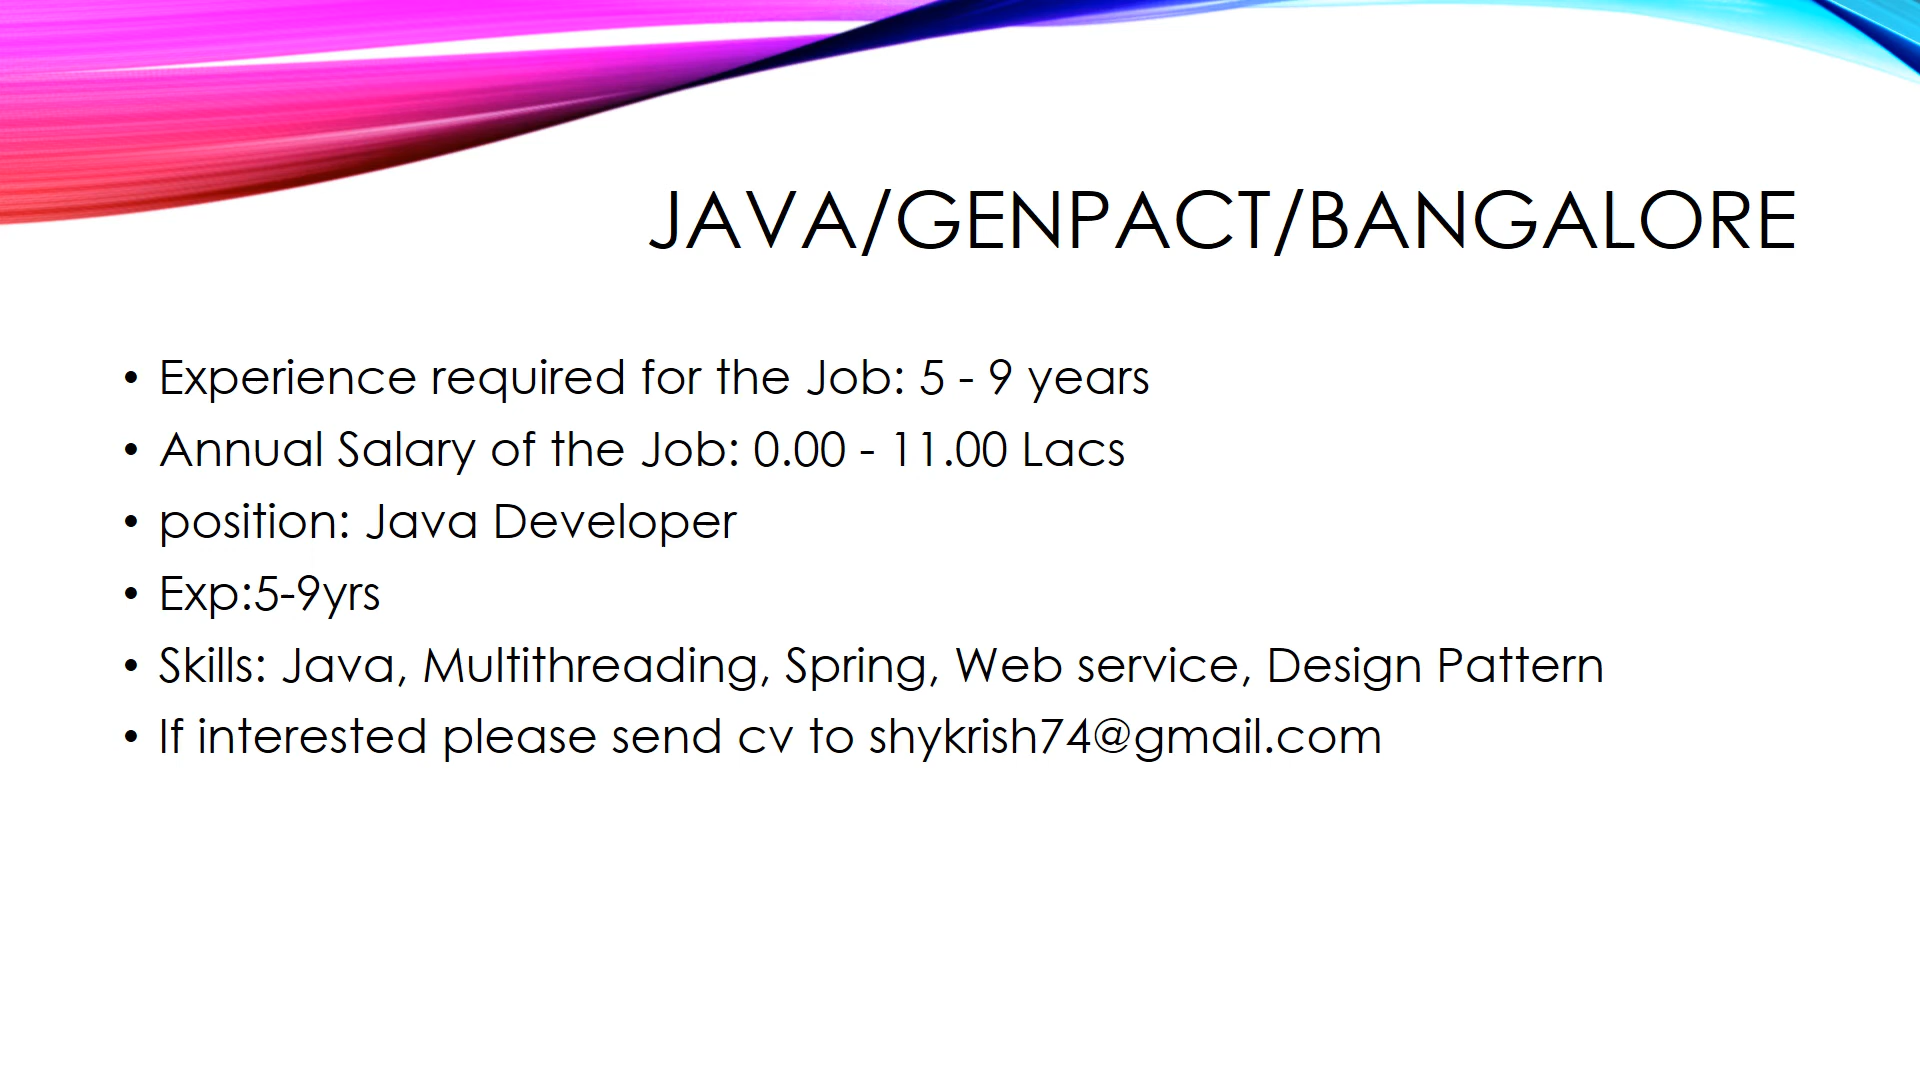 JAVA/GENPACT/BANGALORE
• Experience required for the Job: 5 - 9 years
• Annual Salary of the Job: 0.00 - 11.00 Lacs
• position: Java Developer
• Exp:5-9yrs
• Skills: Java, Multithreading, Spring, Web service, Design Pattern
• If interested please send cv to shykrish74@gmail.com